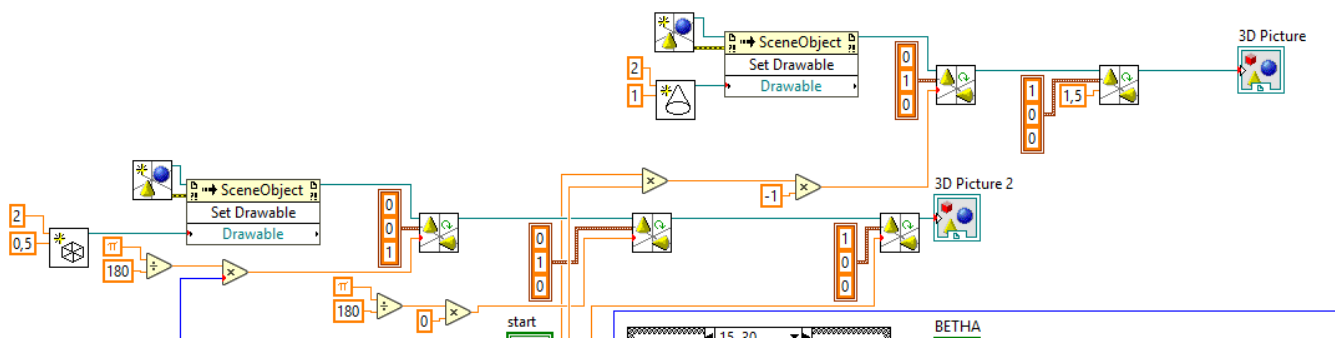 3D Picture
SceneObject
Set Drawable
Drawable
2
1
0
1
0
1
0
0
1,5
SceneObject
Set Drawable
Drawable
2
0,5
π
180
0
0
1
-1
3D Picture 2
0
1
0
1
0
0
π
180
0
start
15..30
BETHA